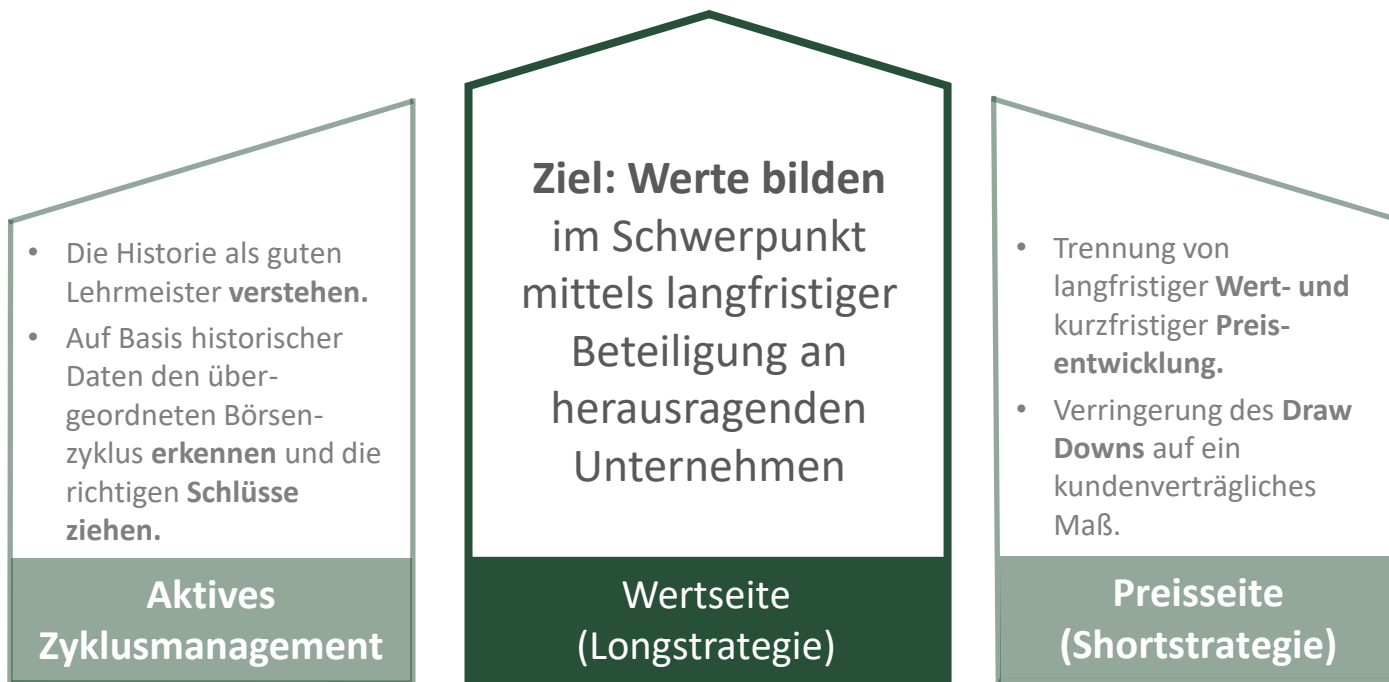 • Die Historie als guten
Lehrmeister verstehen.
• Auf Basis historischer
Daten den über-
geordneten Börsen-
zyklus erkennen und die
richtigen Schlüsse
ziehen.
Aktives
Zyklusmanagement
Ziel: Werte bilden
im Schwerpunkt
mittels langfristiger
Beteiligung an
herausragenden
Unternehmen
Wertseite
(Longstrategie)
• Trennung von
langfristiger Wert- und
kurzfristiger Preis-
entwicklung.
• Verringerung des Draw
Downs auf ein
kundenverträgliches
Maß.
Preisseite
(Shortstrategie)